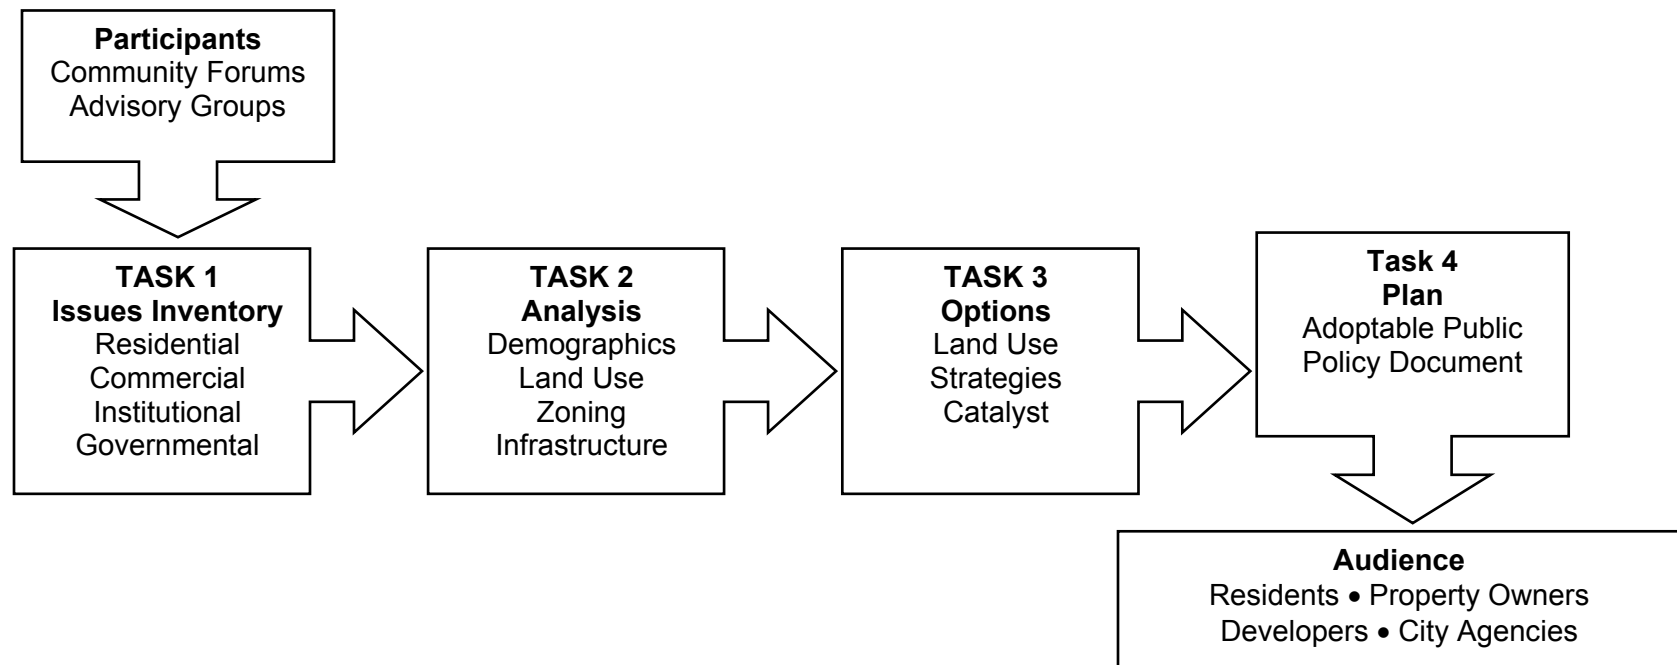 Participants
Community Forums
Advisory Groups
TASK 1
Issues Inventory
Residential
Commercial
Institutional
Governmental
TASK 2
Analysis
Demographics
Land Use
Zoning
Infrastructure
TASK 3
Options
Land Use
Strategies
Catalyst
Task 4
Plan
Adoptable Public
Policy Document
Audience
Residents • Property Owners
Developers • City Agencies